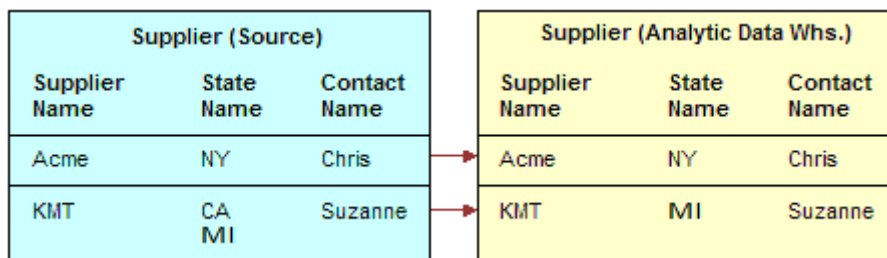 Supplier (Source)
Supplier State Contact
Name Name Name
Acme NY Chris
KMT CA Suzanne
MI
Supplier (Analytic Data Whs.)
Supplier State Contact
Name Name Name
Acme NY Chris
KMT MI Suzanne